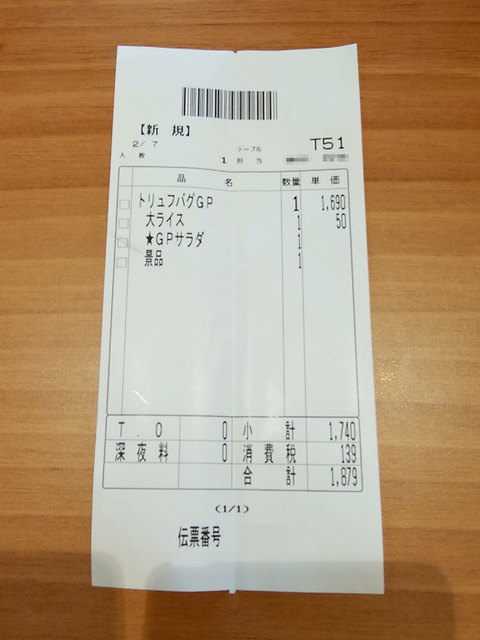 【新 規】
2/ 7 テーブル T51
人 数 1 担 当
品 名 数量 単 価
トリュフバグGP 1 1,690
大ライス 1 50
★GPサラダ 1
景品 1
T.O 0 小 計 1,740
深夜料 0 消費税 139
合 計 1,879
(1/1)
伝票番号